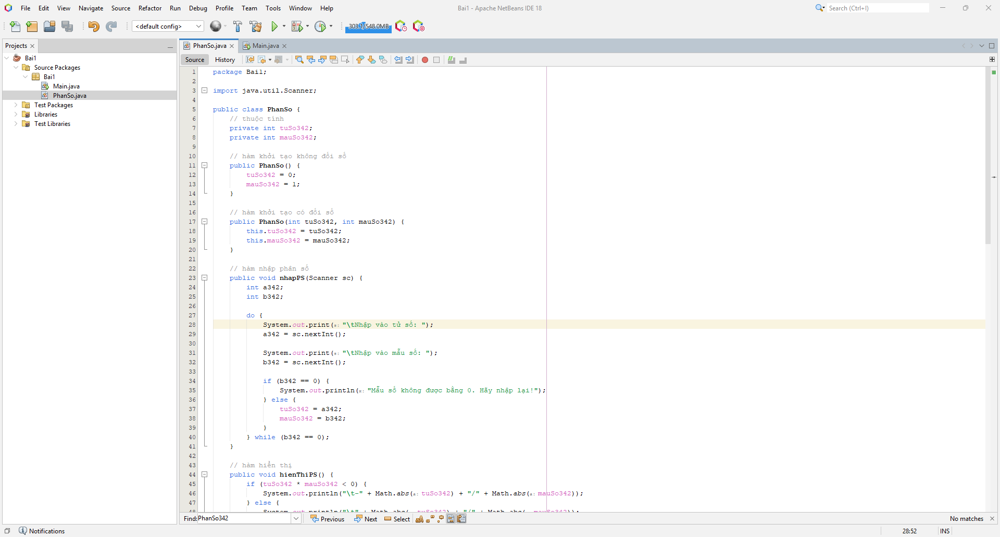 File Edit View Navigate Source Refactor Run Debug Profile Team Tools Window Help
Bai1 - Apache NetBeans IDE 18
Search (Ctrl+I)
<default config>
303.1/548.0MB
Projects
Bai1
Source Packages
Bai1
Main.java
PhanSo.java
Test Packages
Libraries
Test Libraries
PhanSo.java Main.java
Source History
1 package Bai1;
2
3 import java.util.Scanner;
4
5 public class PhanSo {
6 // thuộc tính
7 private int tuSo342;
8 private int mauSo342;
9
10 // hàm khởi tạo không đối số
11 public PhanSo() {
12 tuSo342 = 0;
13 mauSo342 = 1;
14 }
15
16 // hàm khởi tạo có đối số
17 public PhanSo(int tuSo342, int mauSo342) {
18 this.tuSo342 = tuSo342;
19 this.mauSo342 = mauSo342;
20 }
21
22 // hàm nhập phân số
23 public void nhapPS(Scanner sc) {
24 int a342;
25 int b342;
26
27 do {
28 System.out.print(s: "\tNhập vào tử số: ");
29 a342 = sc.nextInt();
30
31 System.out.print(s: "\tNhập vào mẫu số: ");
32 b342 = sc.nextInt();
33
34 if (b342 == 0) {
35 System.out.println(x: "Mẫu số không được bằng 0. Hãy nhập lại!");
36 } else {
37 tuSo342 = a342;
38 mauSo342 = b342;
39 }
40 } while (b342 == 0);
41 }
42
43 // hàm hiển thị
44 public void hienThiPS() {
45 if (tuSo342 * mauSo342 < 0) {
46 System.out.println("\t-" + Math.abs(a: tuSo342) + "/" + Math.abs(a: mauSo342));
47 } else {
48 System.out.println("\t" + Math.abs(a: tuSo342) + "/" + Math.abs(a: mauSo342));
Find: PhanSo342 Previous Next Select No matches
Notifications 28:52 INS